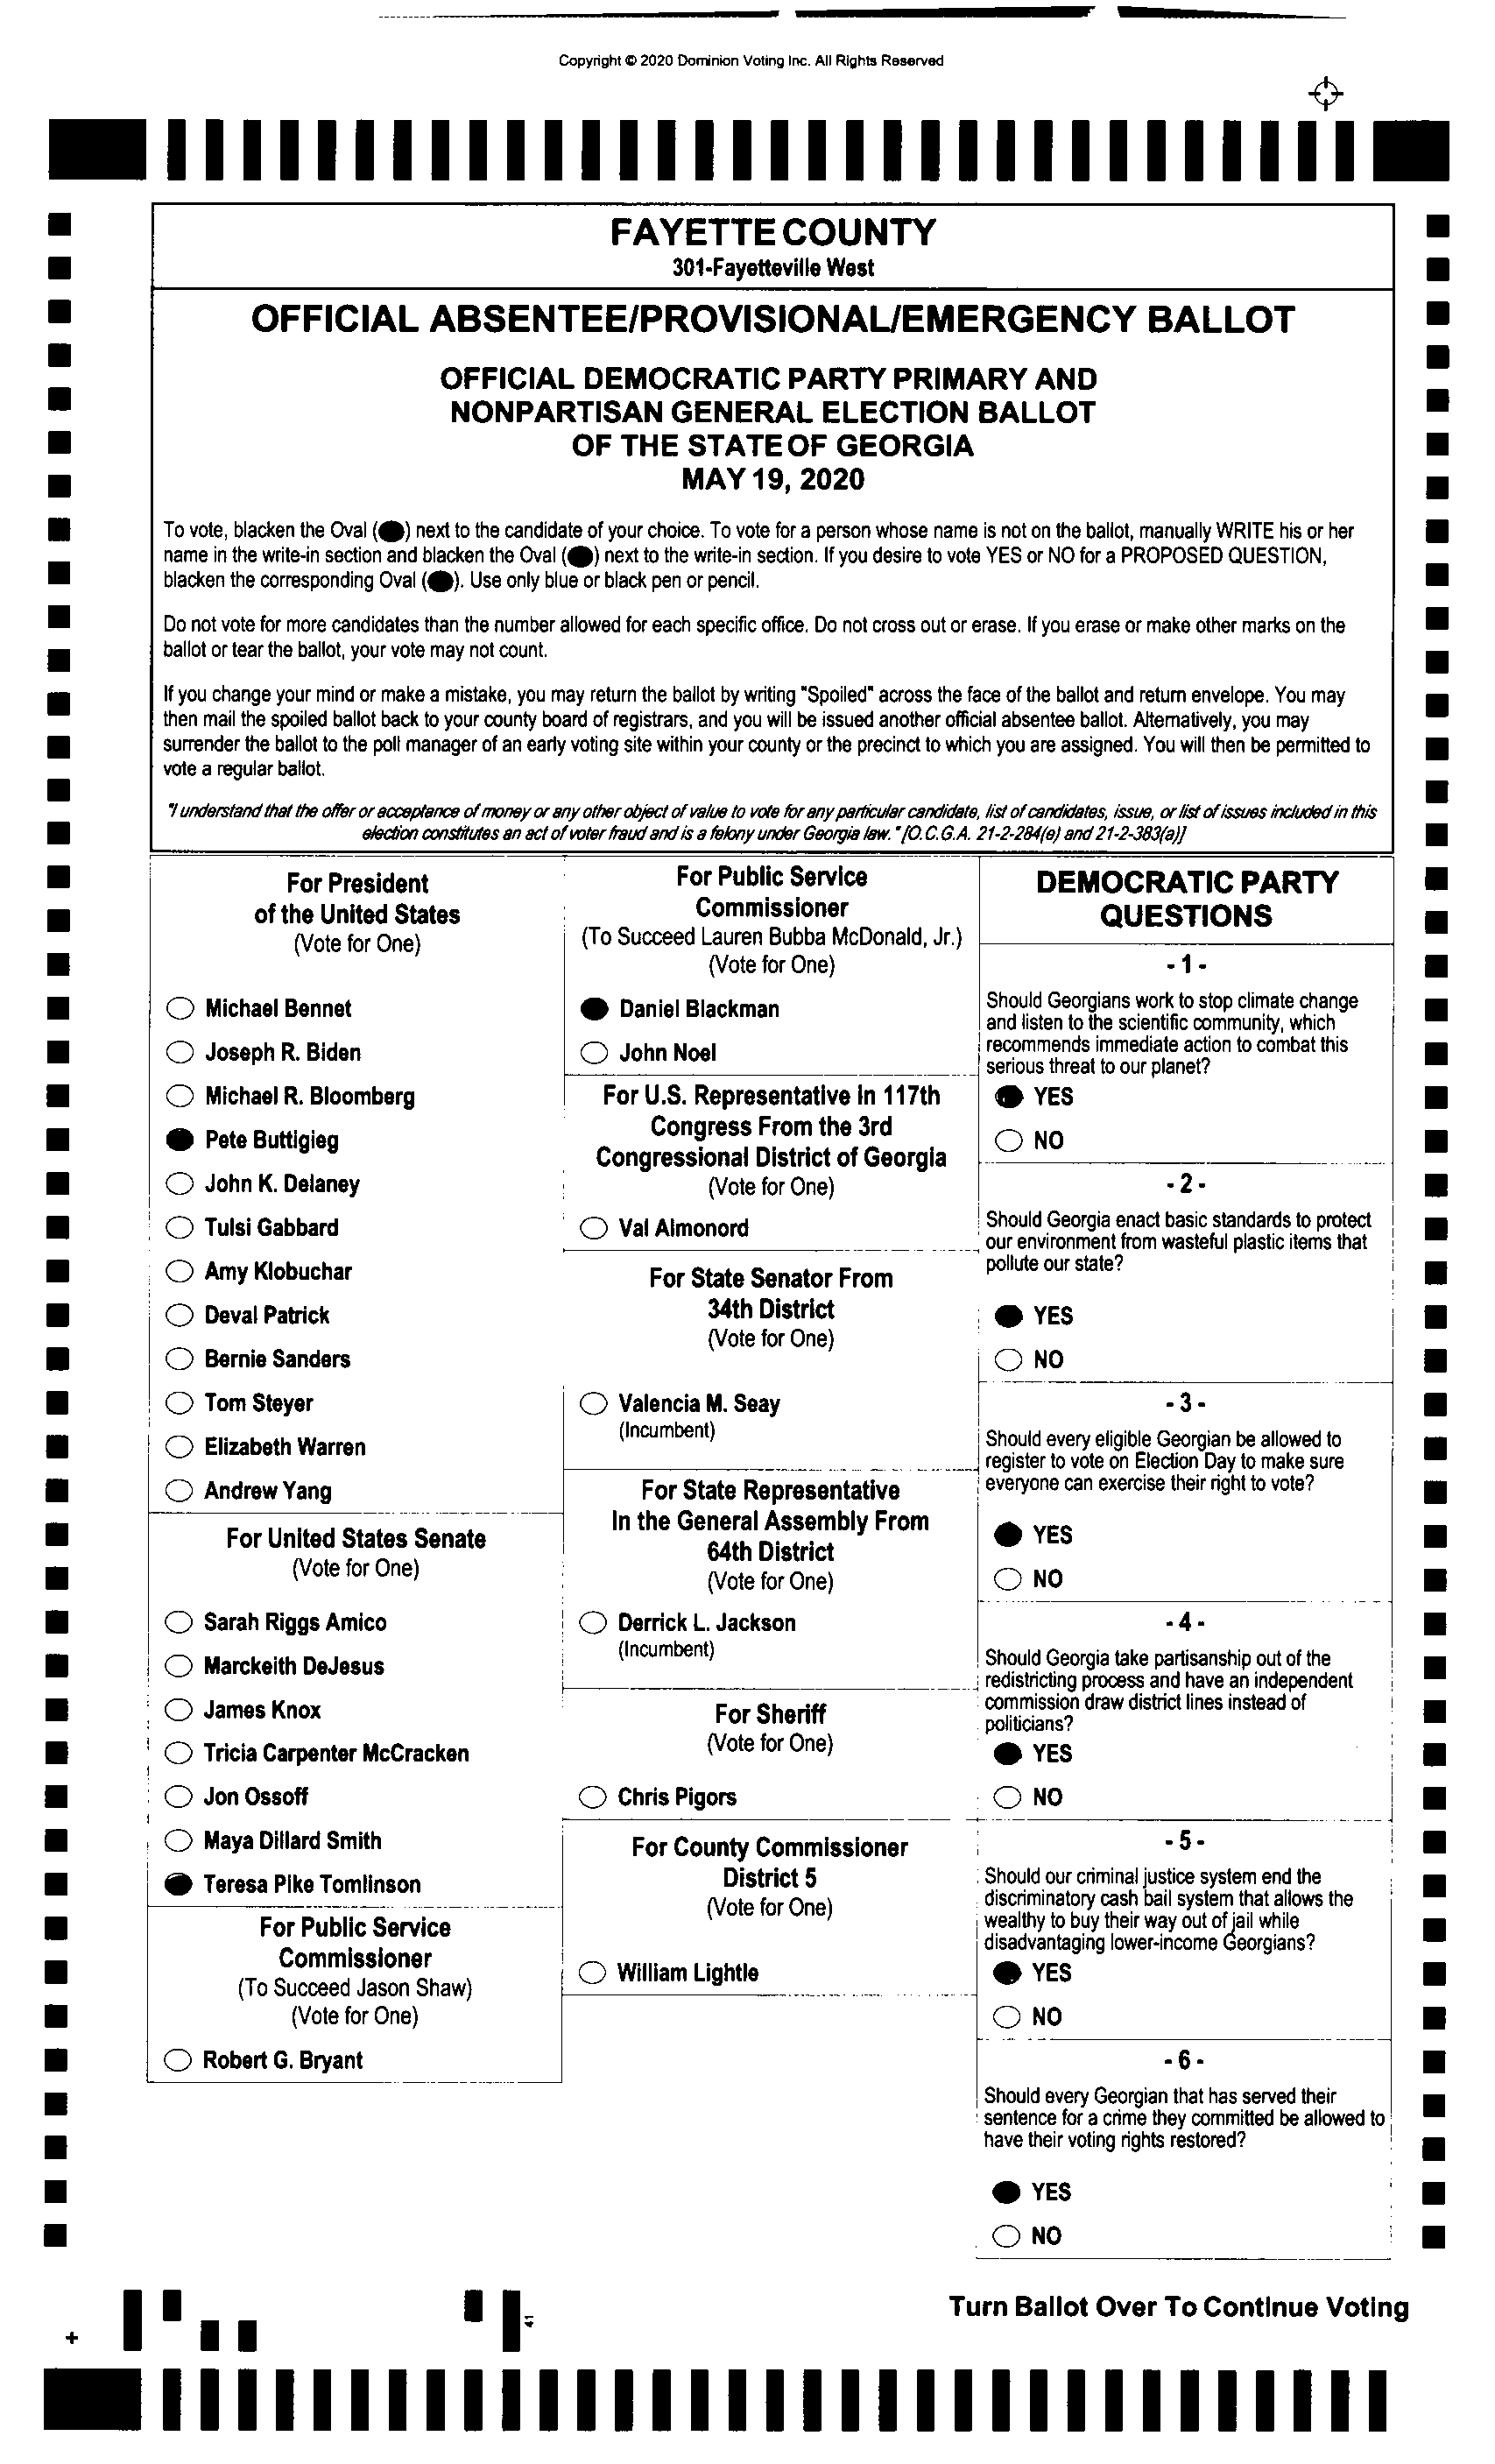 Copyright © 2020 Dominion Voting Inc. All Rights Reserved
FAYETTE COUNTY
301-Fayetteville West
OFFICIAL ABSENTEE/PROVISIONAL/EMERGENCY BALLOT
OFFICIAL DEMOCRATIC PARTY PRIMARY AND
NONPARTISAN GENERAL ELECTION BALLOT
OF THE STATE OF GEORGIA
MAY 19, 2020
To vote, blacken the Oval ( ) next to the candidate of your choice. To vote for a person whose name is not on the ballot, manually WRITE his or her
name in the write-in section and blacken the Oval ( ) next to the write-in section. If you desire to vote YES or NO for a PROPOSED QUESTION,
blacken the corresponding Oval ( ). Use only blue or black pen or pencil.
Do not vote for more candidates than the number allowed for each specific office. Do not cross out or erase. If you erase or make other marks on the
ballot or tear the ballot, your vote may not count.
If you change your mind or make a mistake, you may return the ballot by writing "Spoiled" across the face of the ballot and return envelope. You may
then mail the spoiled ballot back to your county board of registrars, and you will be issued another official absentee ballot. Alternatively, you may
surrender the ballot to the poll manager of an early voting site within your county or the precinct to which you are assigned. You will then be permitted to
vote a regular ballot.
"I understand that the offer or acceptance of money or any other object of value to vote for any particular candidate, list of candidates, issue, or list of issues included in this
election constitutes an act of voter fraud and is a felony under Georgia law." [O.C.G.A. 21-2-284(e) and 21-2-383(a)]
For President
of the United States
(Vote for One)
Michael Bennet
Joseph R. Biden
Michael R. Bloomberg
Pete Buttigieg
John K. Delaney
Tulsi Gabbard
Amy Klobuchar
Deval Patrick
Bernie Sanders
Tom Steyer
Elizabeth Warren
Andrew Yang
For United States Senate
(Vote for One)
Sarah Riggs Amico
Marckeith DeJesus
James Knox
Tricia Carpenter McCracken
Jon Ossoff
Maya Dillard Smith
Teresa Pike Tomlinson
For Public Service
Commissioner
(To Succeed Jason Shaw)
(Vote for One)
Robert G. Bryant
For Public Service
Commissioner
(To Succeed Lauren Bubba McDonald, Jr.)
(Vote for One)
Daniel Blackman
John Noel
For U.S. Representative in 117th
Congress From the 3rd
Congressional District of Georgia
(Vote for One)
Val Almonord
For State Senator From
34th District
(Vote for One)
Valencia M. Seay
(Incumbent)
For State Representative
In the General Assembly From
64th District
(Vote for One)
Derrick L. Jackson
(Incumbent)
For Sheriff
(Vote for One)
Chris Pigors
For County Commissioner
District 5
(Vote for One)
William Lightle
DEMOCRATIC PARTY
QUESTIONS
- 1 -
Should Georgians work to stop climate change
and listen to the scientific community, which
recommends immediate action to combat this
serious threat to our planet?
YES
NO
- 2 -
Should Georgia enact basic standards to protect
our environment from wasteful plastic items that
pollute our state?
YES
NO
- 3 -
Should every eligible Georgian be allowed to
register to vote on Election Day to make sure
everyone can exercise their right to vote?
YES
NO
- 4 -
Should Georgia take partisanship out of the
redistricting process and have an independent
commission draw district lines instead of
politicians?
YES
NO
- 5 -
Should our criminal justice system end the
discriminatory cash bail system that allows the
wealthy to buy their way out of jail while
disadvantaging lower-income Georgians?
YES
NO
- 6 -
Should every Georgian that has served their
sentence for a crime they committed be allowed to
have their voting rights restored?
YES
NO
Turn Ballot Over To Continue Voting
+